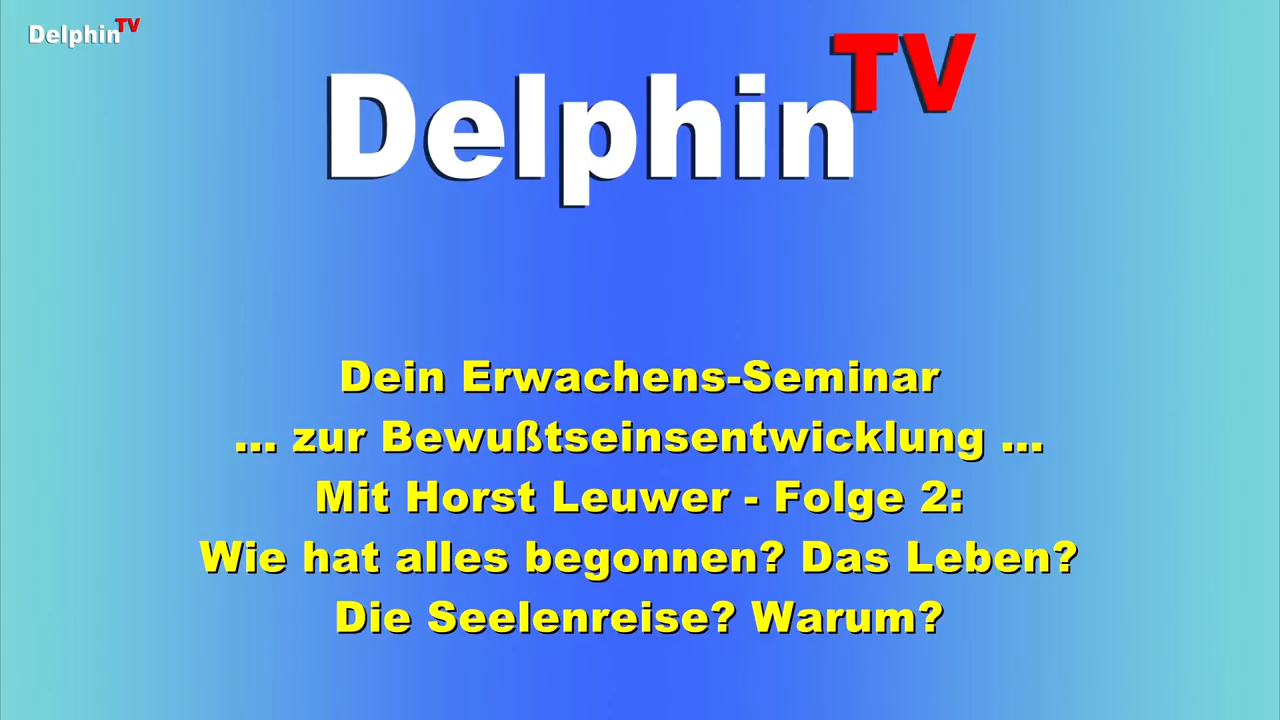 DelphinTV
DelphinTV
Dein Erwachens-Seminar
... zur Bewußtseinsentwicklung ...
Mit Horst Leuwer - Folge 2:
Wie hat alles begonnen? Das Leben?
Die Seelenreise? Warum?